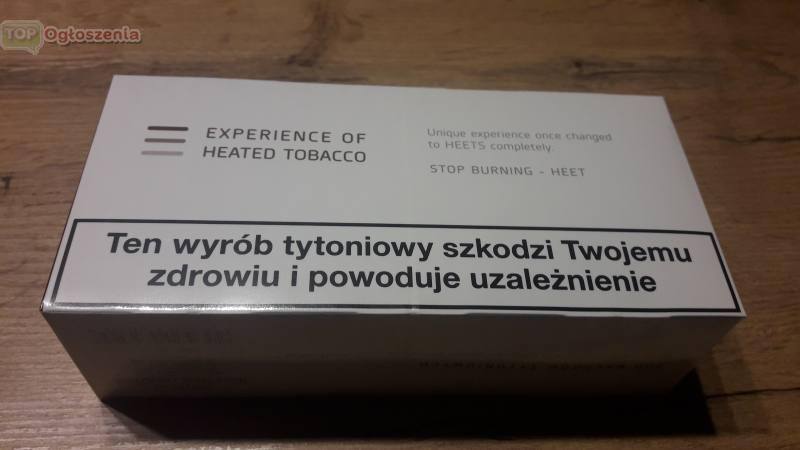 TOP Ogłoszenia
EXPERIENCE OF
HEATED TOBACCO
Unique experience once changed
to HEETS completely.
STOP BURNING - HEET
Ten wyrób tytoniowy szkodzi Twojemu
zdrowiu i powoduje uzależnienie